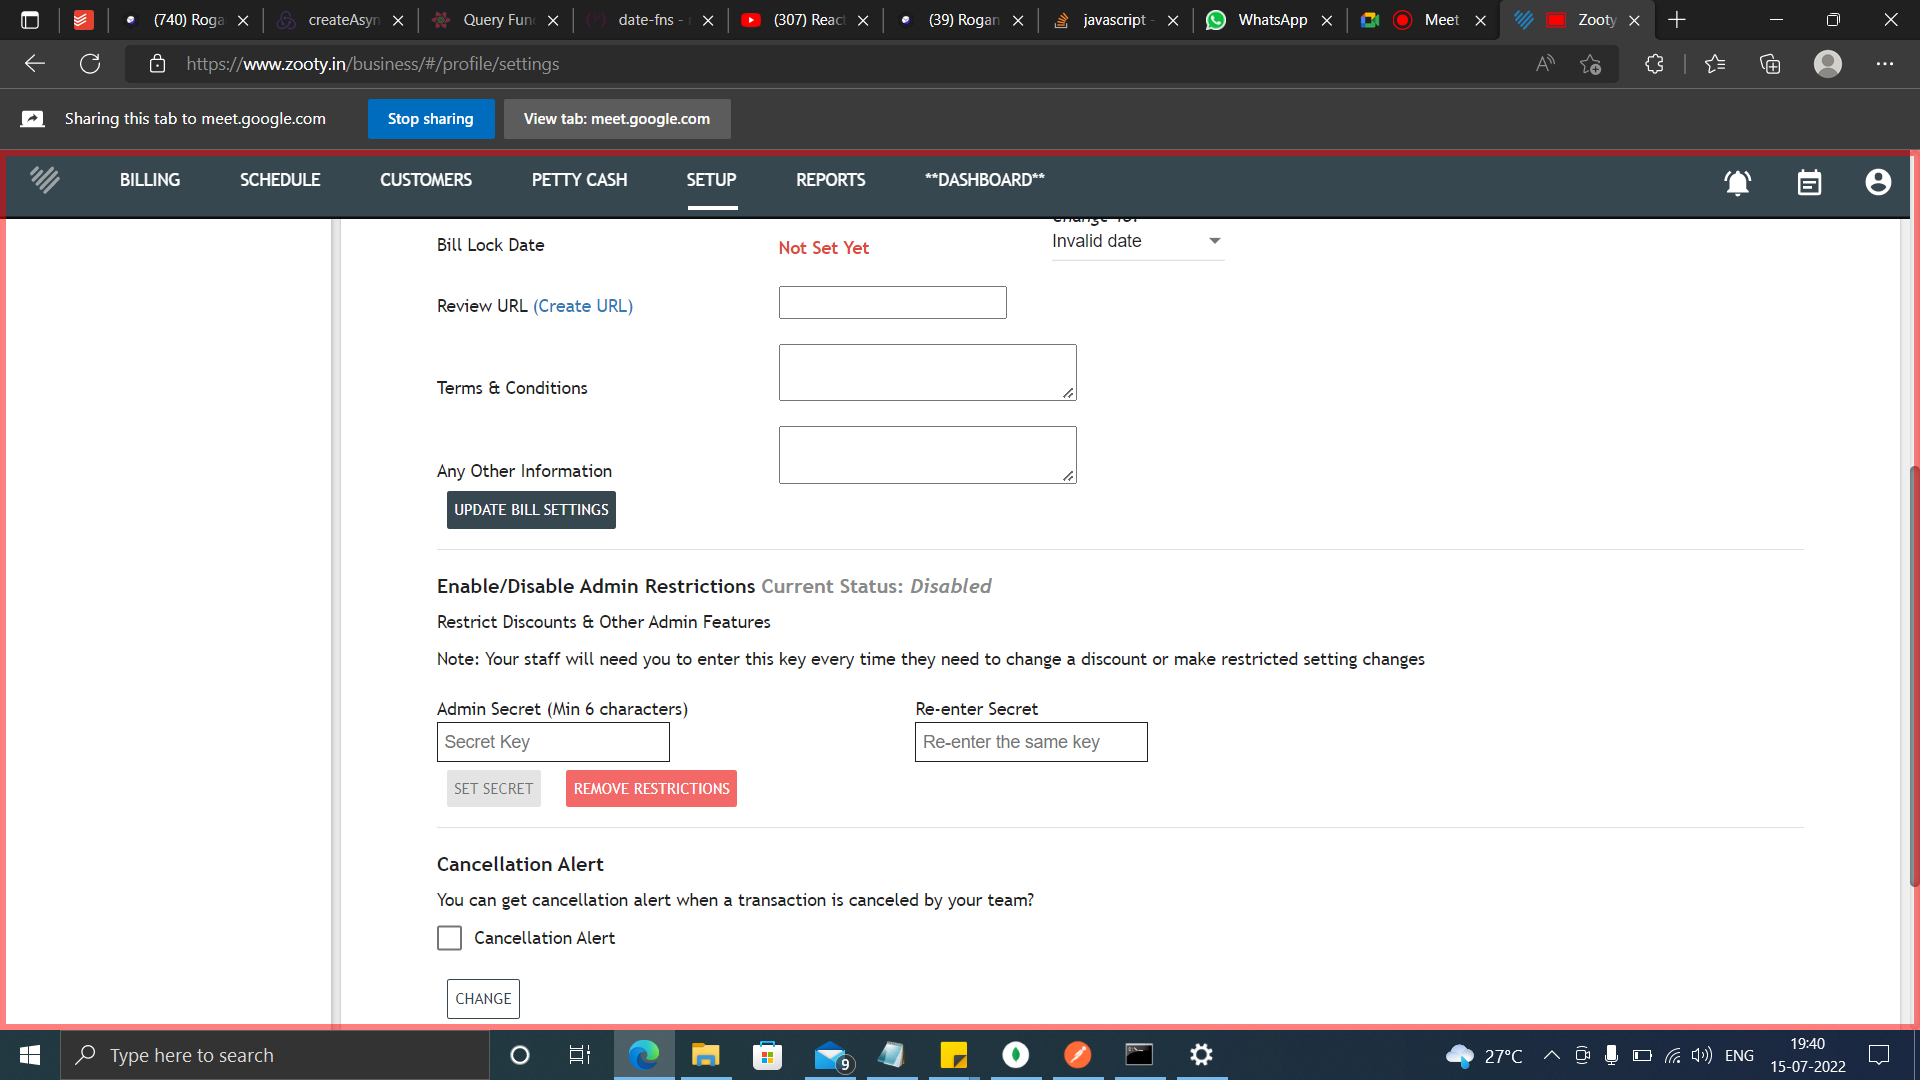 (740) Roga
createAsyn
Query Fun
date-fns -
(307) React
(39) Rogan
javascript -
WhatsApp
Meet
Zooty
https://www.zooty.in/business/#/profile/settings
Sharing this tab to meet.google.com
Stop sharing
View tab: meet.google.com
BILLING
SCHEDULE
CUSTOMERS
PETTY CASH
SETUP
REPORTS
**DASHBOARD**
Change To:
Bill Lock Date
Not Set Yet
Invalid date
Review URL (Create URL)
Terms & Conditions
Any Other Information
UPDATE BILL SETTINGS
Enable/Disable Admin Restrictions Current Status: Disabled
Restrict Discounts & Other Admin Features
Note: Your staff will need you to enter this key every time they need to change a discount or make restricted setting changes
Admin Secret (Min 6 characters)
Re-enter Secret
Secret Key
Re-enter the same key
SET SECRET
REMOVE RESTRICTIONS
Cancellation Alert
You can get cancellation alert when a transaction is canceled by your team?
Cancellation Alert
CHANGE
Type here to search
9
27°C
ENG
19:40
15-07-2022